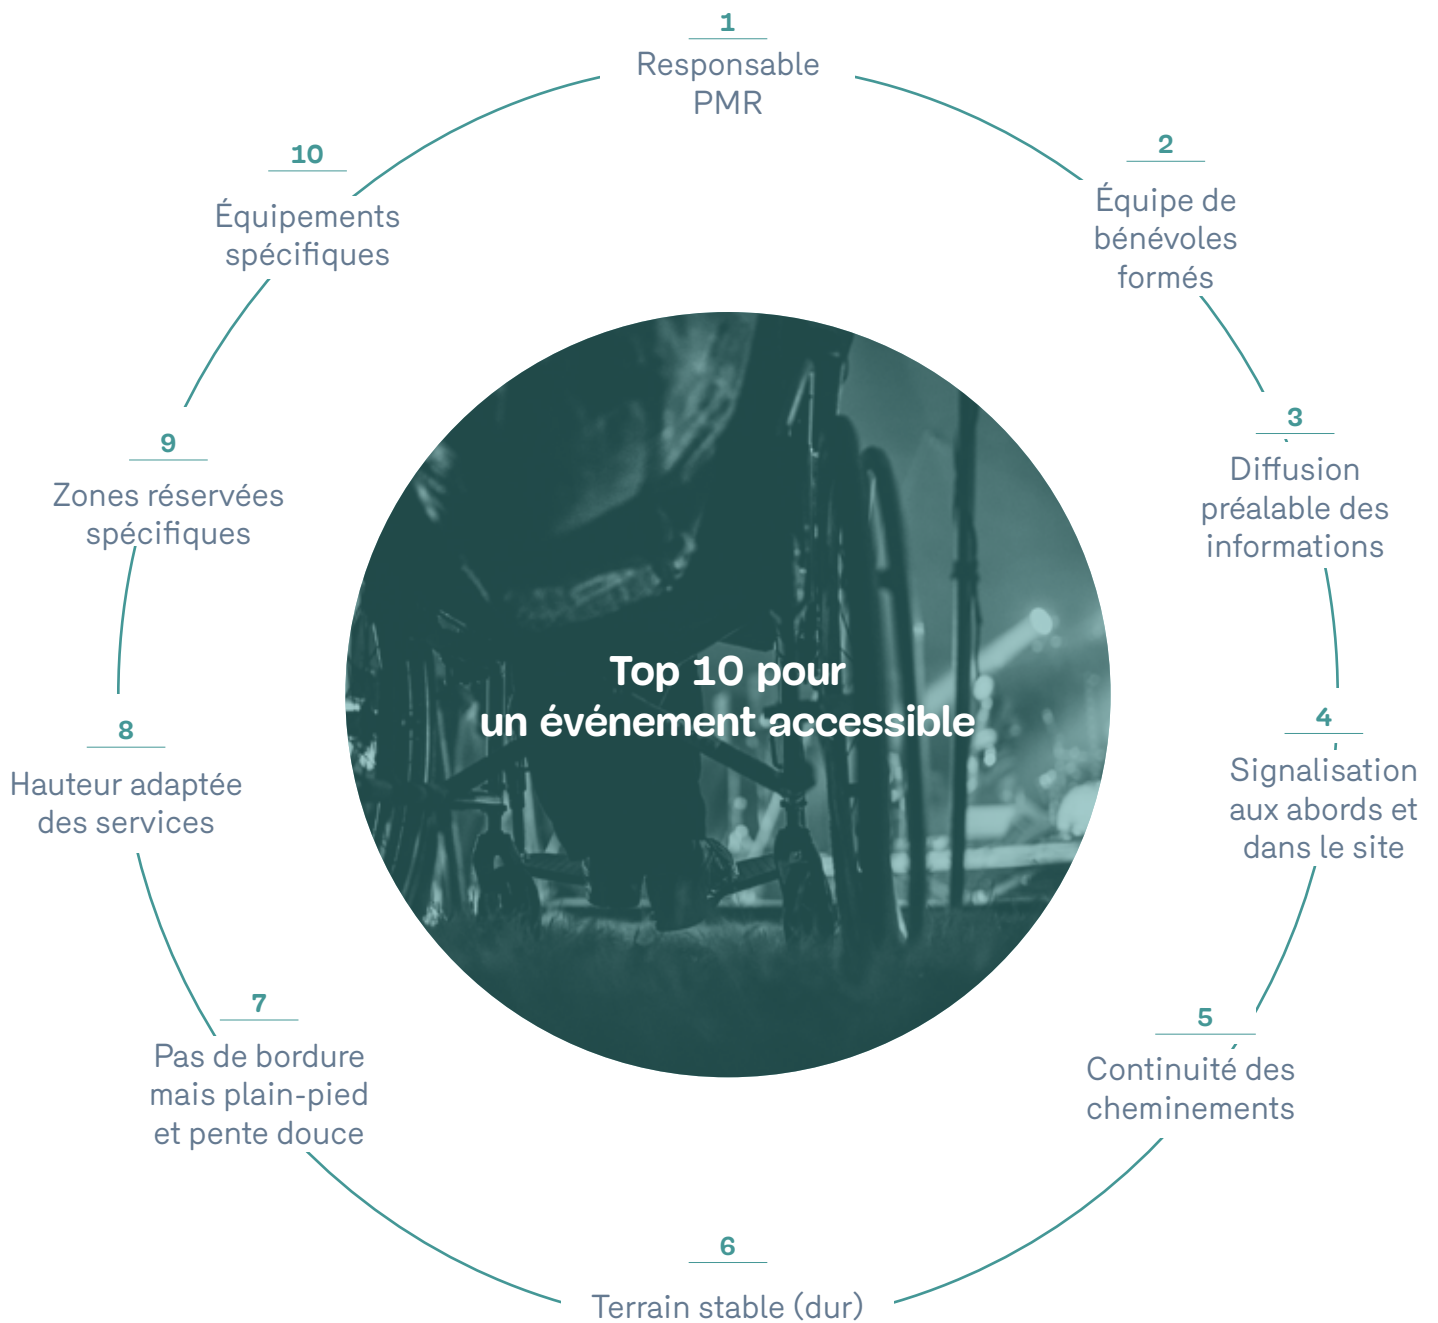 1
Responsable
PMR
2
Équipe de
bénévoles
formés
3
Diffusion
préalable des
informations
4
Signalisation
aux abords et
dans le site
5
Continuité des
cheminements
6
Terrain stable (dur)
7
Pas de bordure
mais plain-pied
et pente douce
8
Hauteur adaptée
des services
9
Zones réservées
spécifiques
10
Équipements
spécifiques
Top 10 pour
un événement accessible